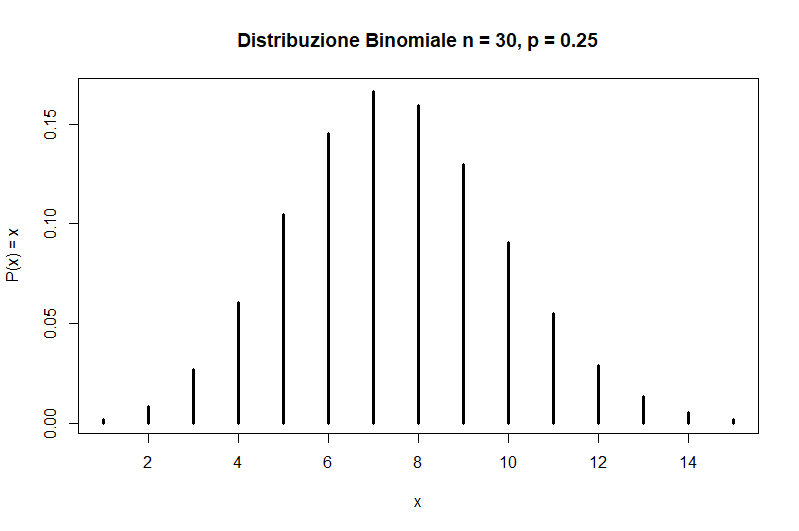 Distribuzione Binomiale n = 30, p = 0.25
P(x) = x
0.15
0.10
0.05
0.00
2 4 6 8 10 12 14
x